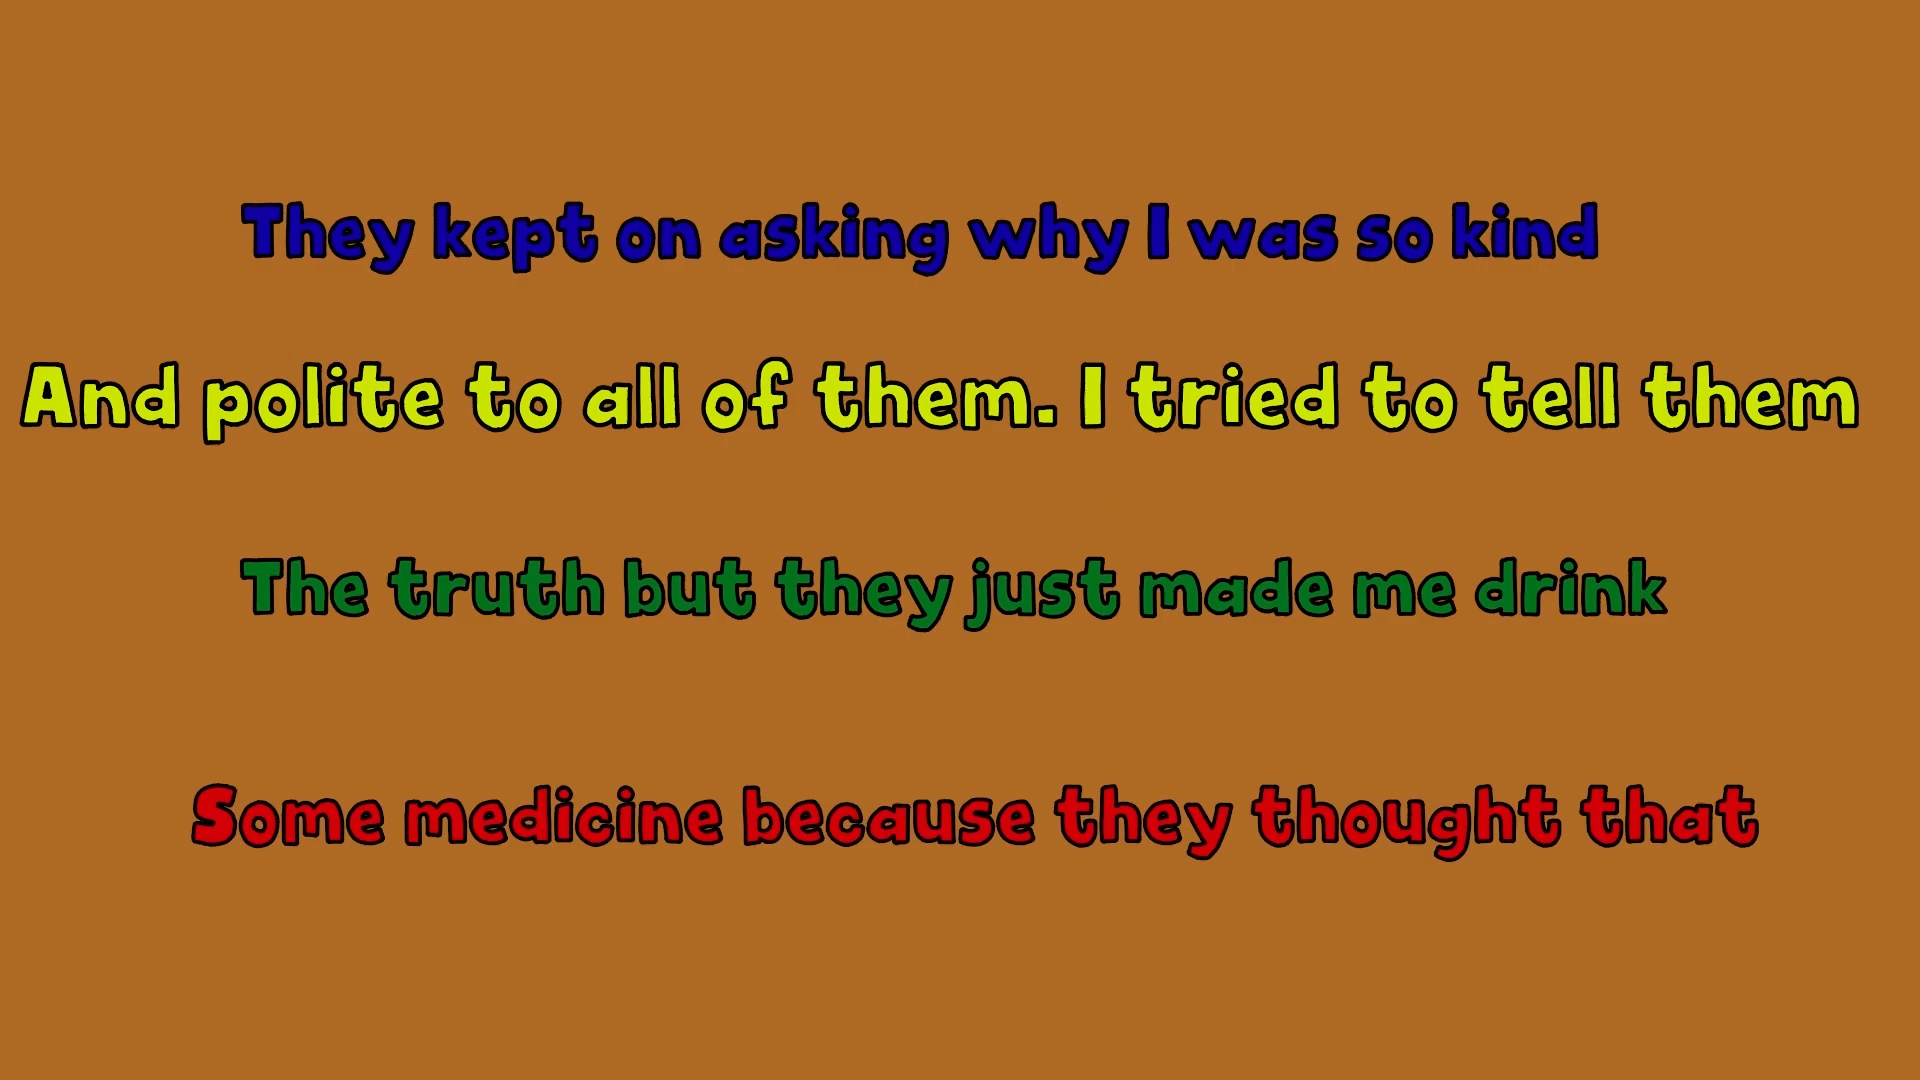 They kept on asking why I was so kind
And polite to all of them. I tried to tell them
The truth but they just made me drink
Some medicine because they thought that